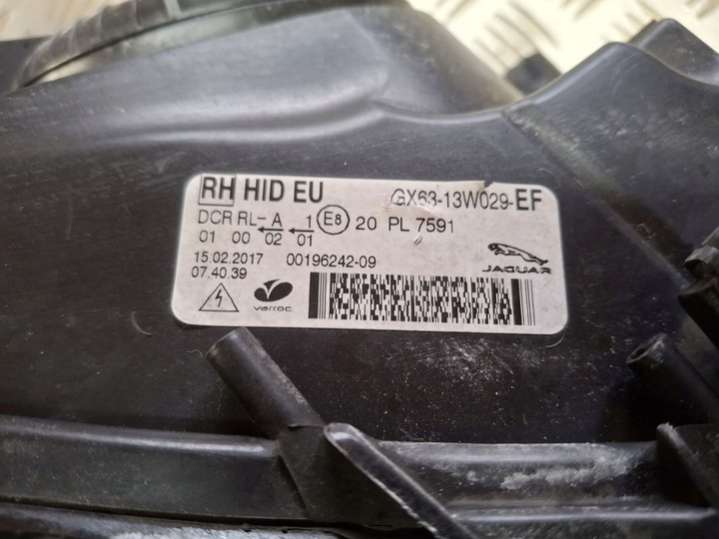 RH HID EU GX63-13W029-EF
DCR RL- A 1 E8 20 PL 7591
01 00 02 01
15.02.2017 00196242-09
07.40.39
JAGUAR
varroc